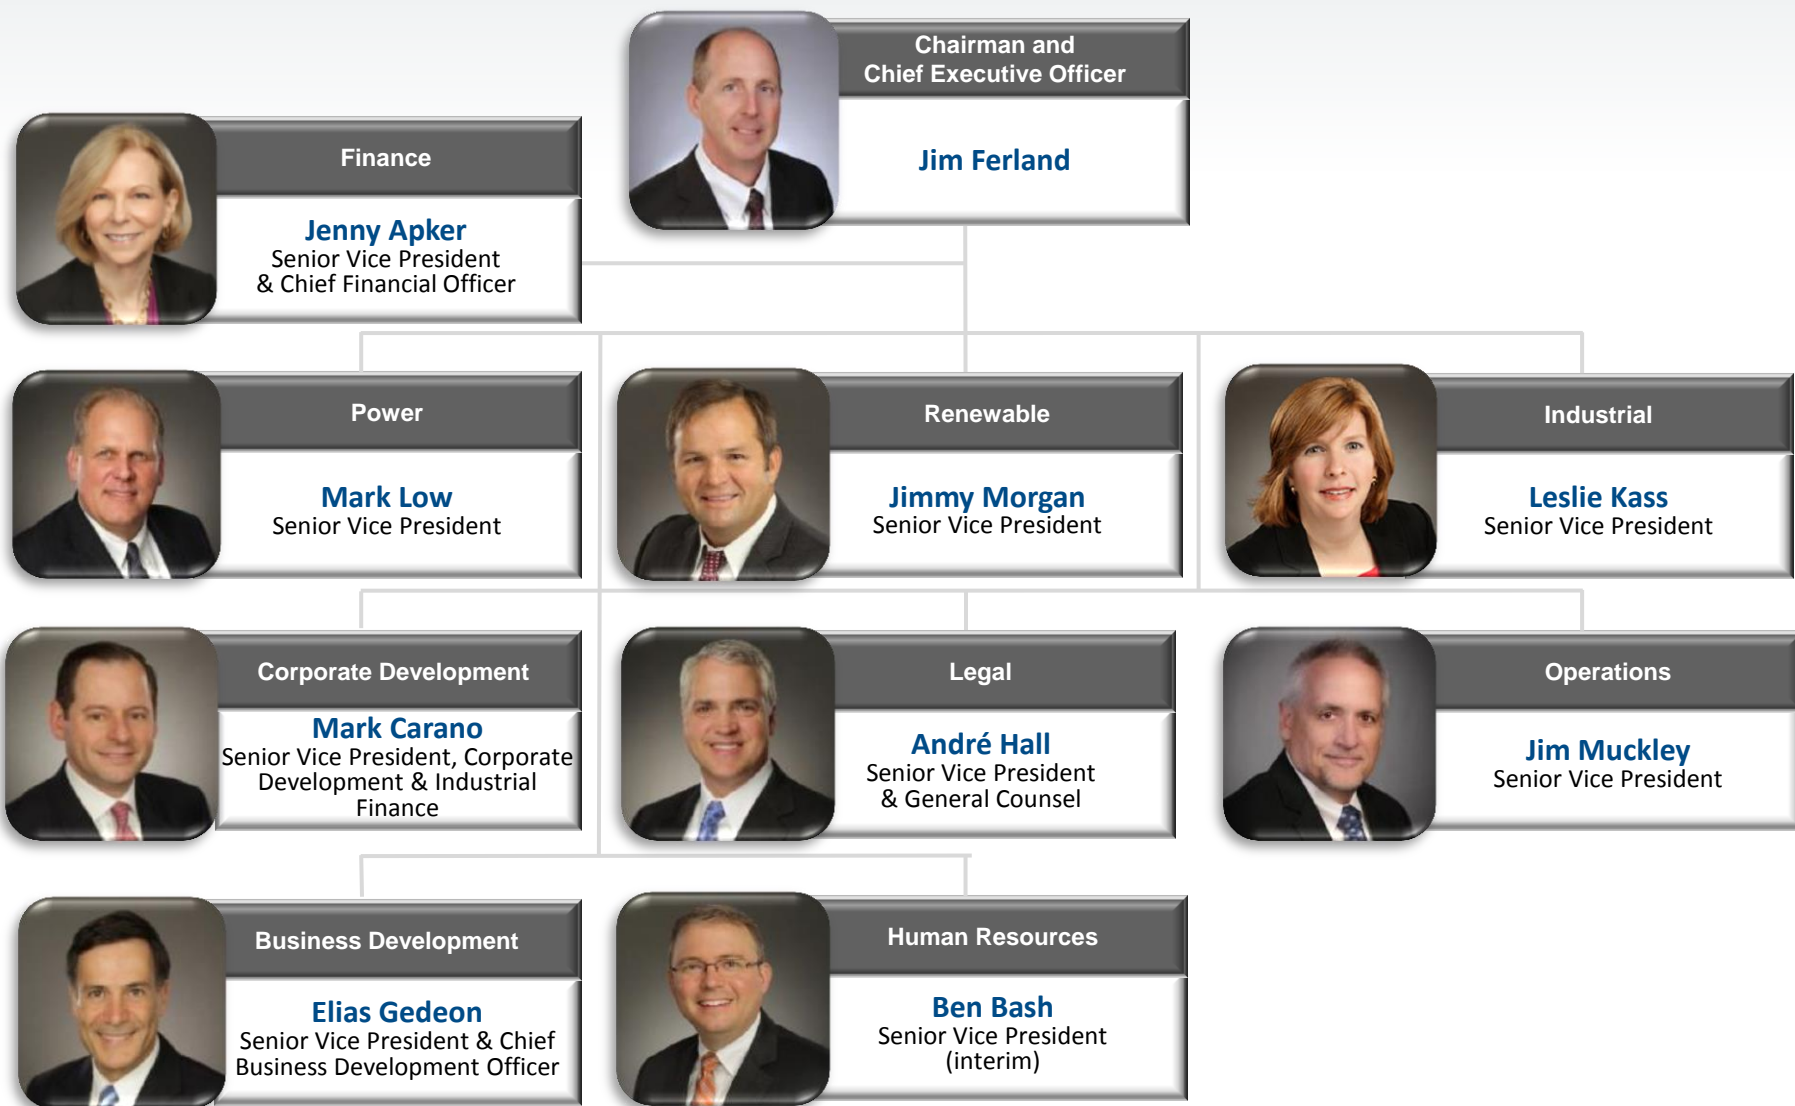 Chairman and
Chief Executive Officer
Jim Ferland
Finance
Jenny Apker
Senior Vice President
& Chief Financial Officer
Power
Mark Low
Senior Vice President
Renewable
Jimmy Morgan
Senior Vice President
Industrial
Leslie Kass
Senior Vice President
Corporate Development
Mark Carano
Senior Vice President, Corporate
Development & Industrial
Finance
Legal
André Hall
Senior Vice President
& General Counsel
Operations
Jim Muckley
Senior Vice President
Business Development
Elias Gedeon
Senior Vice President & Chief
Business Development Officer
Human Resources
Ben Bash
Senior Vice President
(interim)